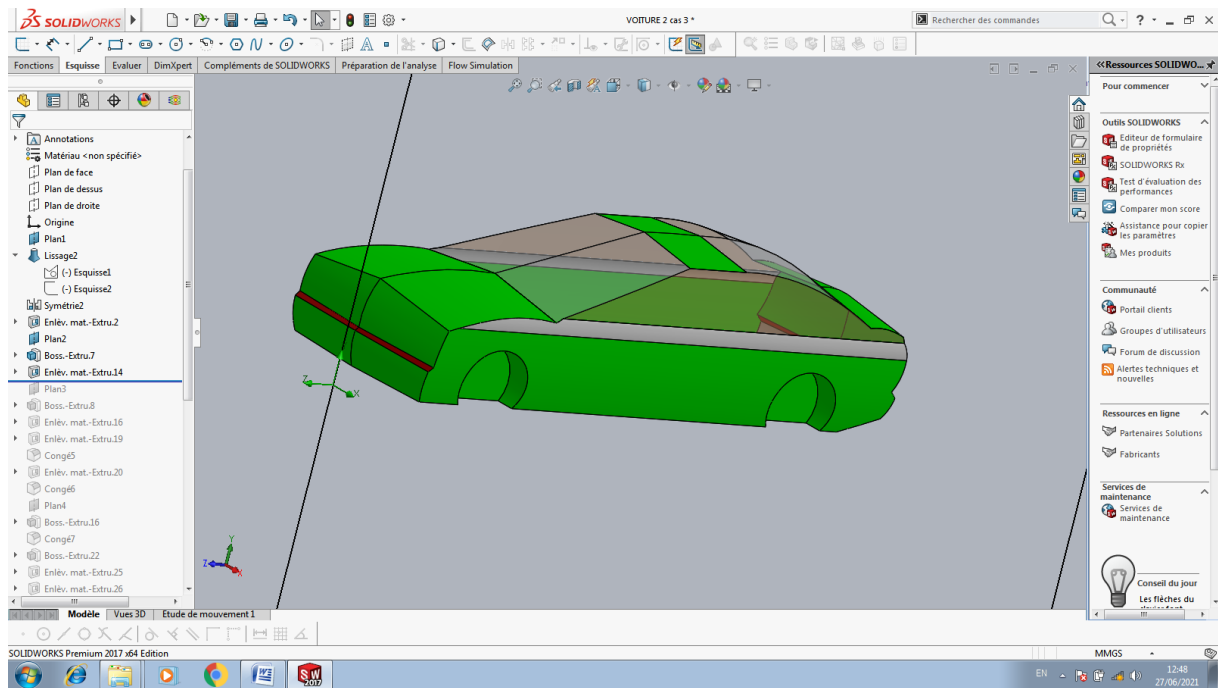 SOLIDWORKS
VOITURE 2 cas 3 *
Rechercher des commandes
Fonctions Esquisse Evaluer DimXpert Compléments de SOLIDWORKS Préparation de l'analyse Flow Simulation
Ressources SOLIDWO...
Annotations
Matériau <non spécifié>
Plan de face
Plan de dessus
Plan de droite
Origine
Plan1
Lissage2
(-) Esquisse1
(-) Esquisse2
Symétrie2
Enlèv. mat.-Extru.2
Plan2
Boss.-Extru.7
Enlèv. mat.-Extru.14
Plan3
Boss.-Extru.8
Enlèv. mat.-Extru.16
Enlèv. mat.-Extru.19
Congé5
Enlèv. mat.-Extru.20
Congé6
Plan4
Boss.-Extru.16
Congé7
Boss.-Extru.22
Enlèv. mat.-Extru.25
Enlèv. mat.-Extru.26
Z
X
Y
Z
X
Pour commencer
Outils SOLIDWORKS
Editeur de formulaire
de propriétés
SOLIDWORKS Rx
Test d'évaluation des
performances
Comparer mon score
Assistance pour copier
les paramètres
Mes produits
Communauté
Portail clients
Groupes d'utilisateurs
Forum de discussion
Alertes techniques et
nouvelles
Ressources en ligne
Partenaires Solutions
Fabricants
Services de
maintenance
Services de
maintenance
Conseil du jour
Les flèches du
Modèle Vues 3D Etude de mouvement 1
SOLIDWORKS Premium 2017 x64 Edition
MMGS
SW
2017
EN
12:48
27/06/2021